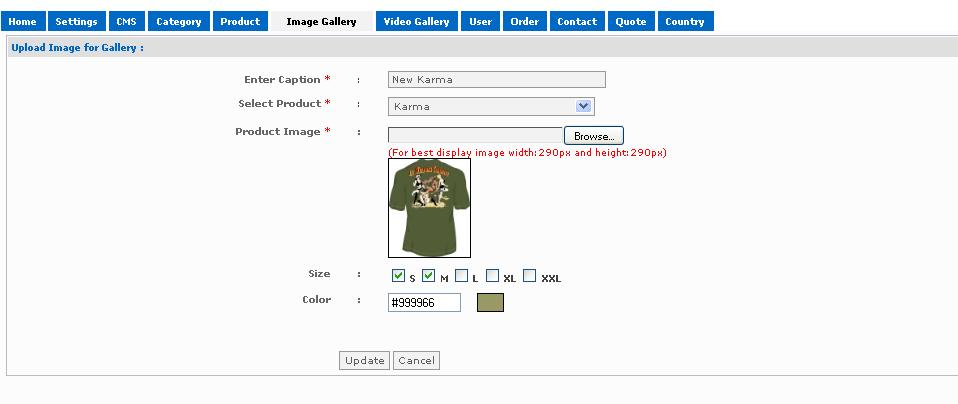 Home Settings CMS Category Product Image Gallery Video Gallery User Order Contact Quote Country
Upload Image for Gallery :
Enter Caption * : New Karma
Select Product * : Karma
Product Image * : Browse...
(For best display image width:290px and height:290px)
Size : S M L XL XXL
Color : #999966
Update Cancel